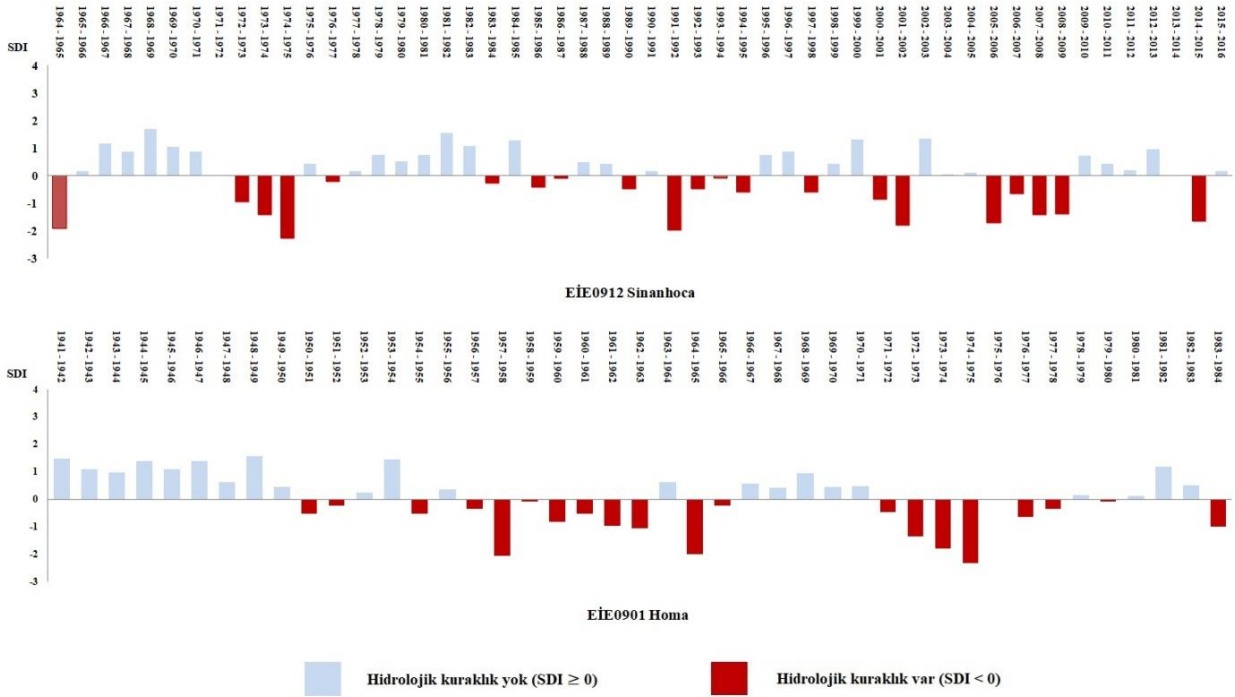 1964 - 1965
1965 - 1966
1966 - 1967
1967 - 1968
1968 - 1969
1969 - 1970
1970 - 1971
1971 - 1972
1972 - 1973
1973 - 1974
1974 - 1975
1975 - 1976
1976 - 1977
1977 - 1978
1978 - 1979
1979 - 1980
1980 - 1981
1981 - 1982
1982 - 1983
1983 - 1984
1984 - 1985
1985 - 1986
1986 - 1987
1987 - 1988
1988 - 1989
1989 - 1990
1990 - 1991
1991 - 1992
1992 - 1993
1993 - 1994
1994 - 1995
1995 - 1996
1996 - 1997
1997 - 1998
1998 - 1999
1999 - 2000
2000 - 2001
2001 - 2002
2002 - 2003
2003 - 2004
2004 - 2005
2005 - 2006
2006 - 2007
2007 - 2008
2008 - 2009
2009 - 2010
2010 - 2011
2011 - 2012
2012 - 2013
2013 - 2014
2014 - 2015
2015 - 2016
SDI
4
3
2
1
0
-1
-2
-3
EİE0912 Sinanhoca
1941 - 1942
1942 - 1943
1943 - 1944
1944 - 1945
1945 - 1946
1946 - 1947
1947 - 1948
1948 - 1949
1949 - 1950
1950 - 1951
1951 - 1952
1952 - 1953
1953 - 1954
1954 - 1955
1955 - 1956
1956 - 1957
1957 - 1958
1958 - 1959
1959 - 1960
1960 - 1961
1961 - 1962
1962 - 1963
1963 - 1964
1964 - 1965
1965 - 1966
1966 - 1967
1967 - 1968
1968 - 1969
1969 - 1970
1970 - 1971
1971 - 1972
1972 - 1973
1973 - 1974
1974 - 1975
1975 - 1976
1976 - 1977
1977 - 1978
1978 - 1979
1979 - 1980
1980 - 1981
1981 - 1982
1982 - 1983
1983 - 1984
SDI
4
3
2
1
0
-1
-2
-3
EİE0901 Homa
Hidrolojik kuraklık yok (SDI ≥ 0)
Hidrolojik kuraklık var (SDI < 0)